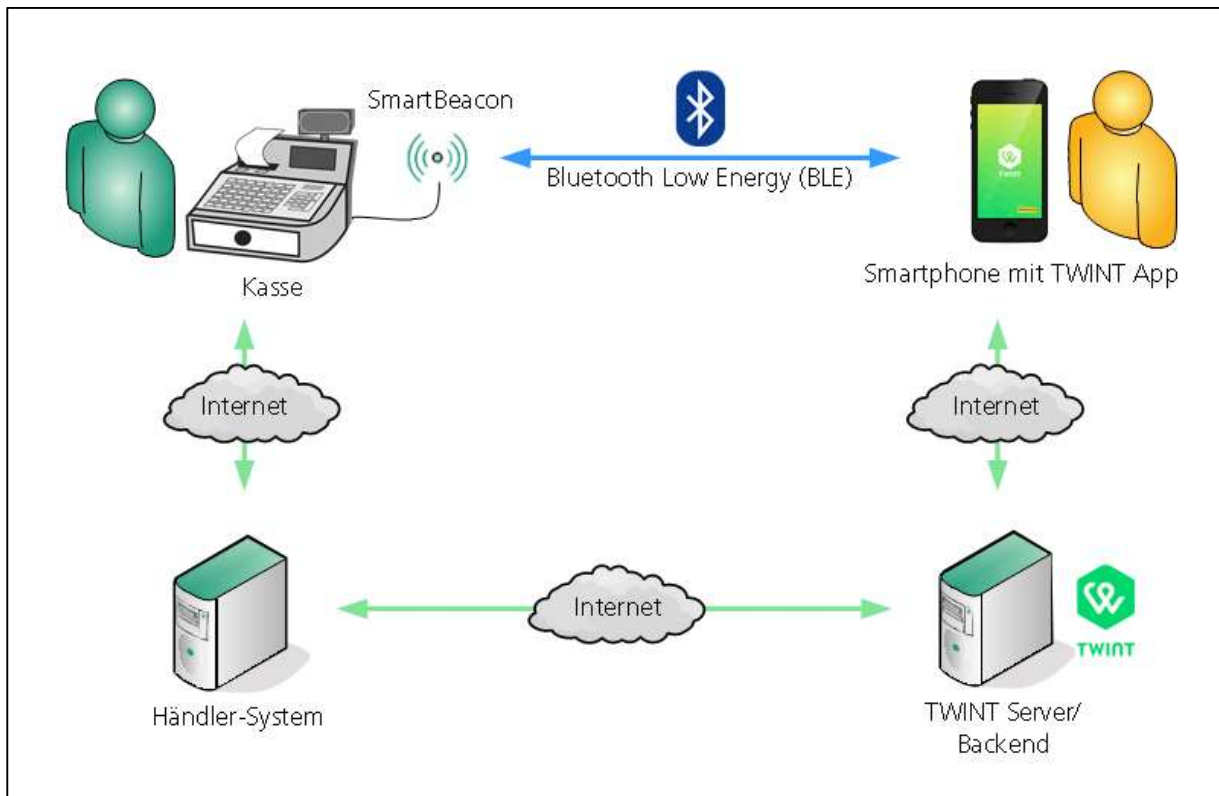 SmartBeacon
Bluetooth Low Energy (BLE)
TWINT
Kasse
Smartphone mit TWINT App
Internet
Internet
Internet
TWINT
Händler-System
TWINT Server/
Backend